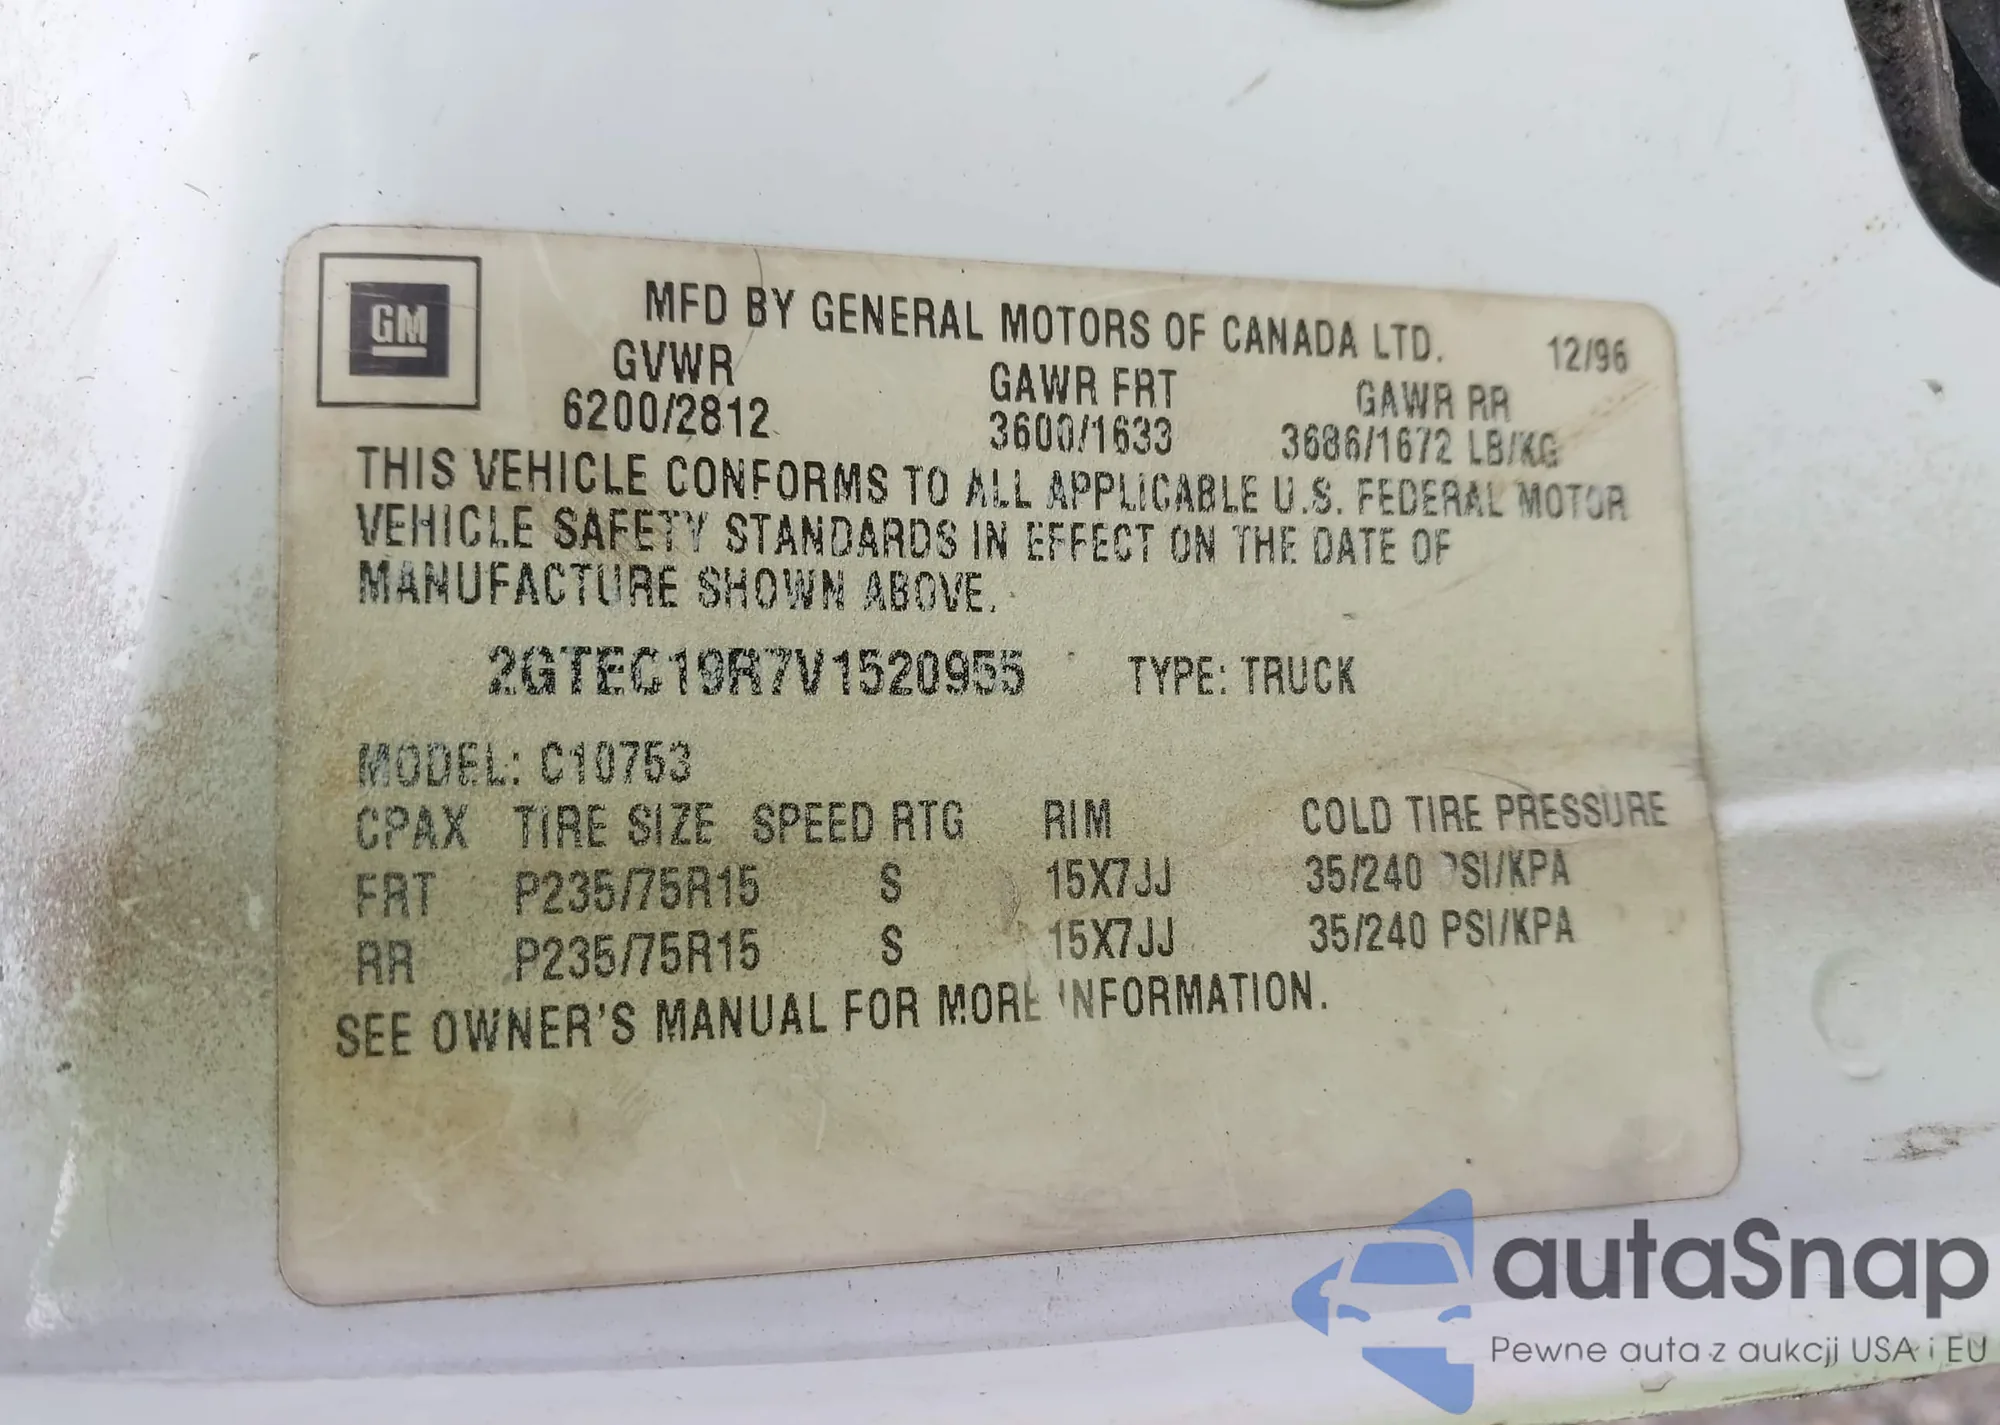 GM
MFD BY GENERAL MOTORS OF CANADA LTD. 12/96
GVWR GAWR FRT GAWR RR
6200/2812 3600/1633 3686/1672 LB/KG
THIS VEHICLE CONFORMS TO ALL APPLICABLE U.S. FEDERAL MOTOR
VEHICLE SAFETY STANDARDS IN EFFECT ON THE DATE OF
MANUFACTURE SHOWN ABOVE.
2GTEC19R7V1520955 TYPE: TRUCK
MODEL: C10753
CPAX TIRE SIZE SPEED RTG RIM COLD TIRE PRESSURE
FRT P235/75R15 S 15X7JJ 35/240 PSI/KPA
RR P235/75R15 S 15X7JJ 35/240 PSI/KPA
SEE OWNER'S MANUAL FOR MORE INFORMATION.
autaSnap
Pewne auta z aukcji USA i EU